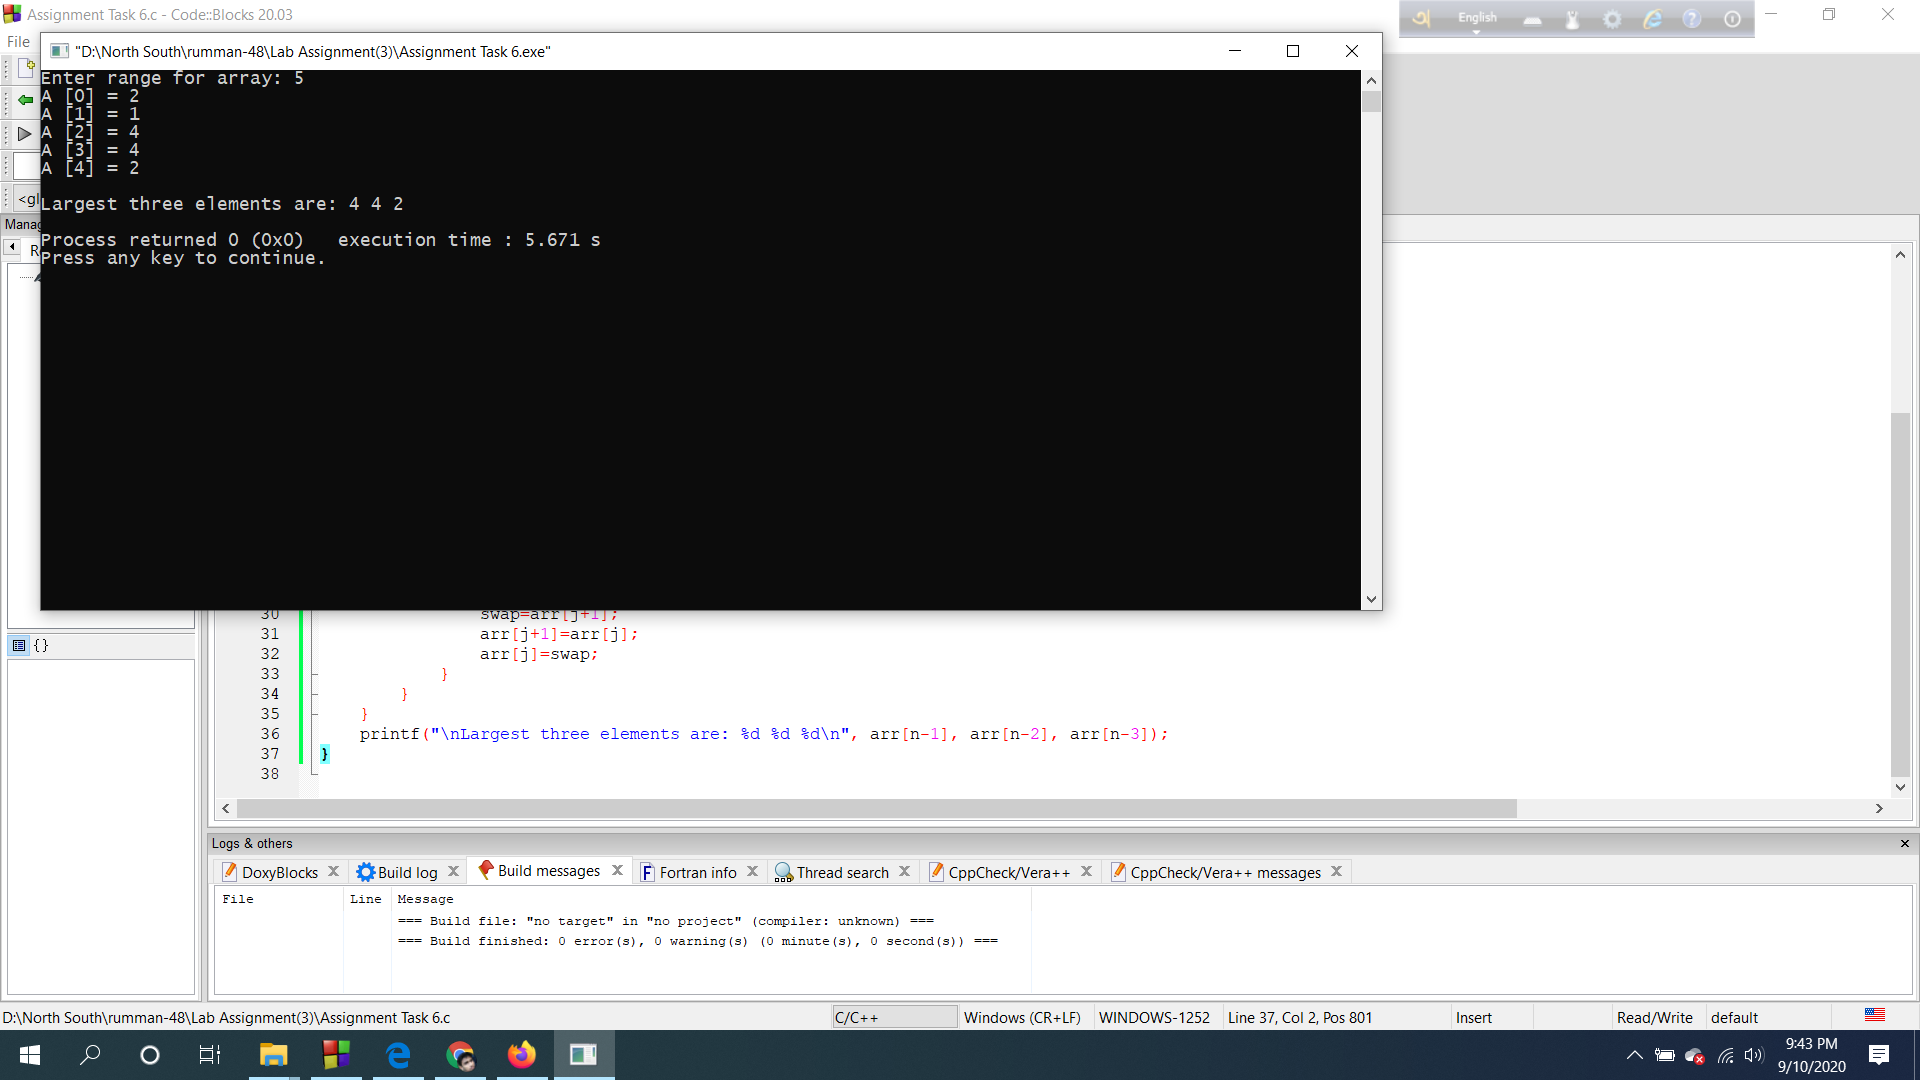 Assignment Task 6.c - Code::Blocks 20.03
English
File
"D:\North South\rumman-48\Lab Assignment(3)\Assignment Task 6.exe"
Enter range for array: 5
A [0] = 2
A [1] = 1
A [2] = 4
A [3] = 4
A [4] = 2
Largest three elements are: 4 4 2
Process returned 0 (0x0)   execution time : 5.671 s
Press any key to continue.
<gl
Manag
R
{}
30 swap=arr[j+1];
31 arr[j+1]=arr[j];
32 arr[j]=swap;
33 }
34 }
35 }
36 printf("\nLargest three elements are: %d %d %d\n", arr[n-1], arr[n-2], arr[n-3]);
37 }
38
Logs & others
DoxyBlocks Build log Build messages Fortran info Thread search CppCheck/Vera++ CppCheck/Vera++ messages
File Line Message
=== Build file: "no target" in "no project" (compiler: unknown) ===
=== Build finished: 0 error(s), 0 warning(s) (0 minute(s), 0 second(s)) ===
D:\North South\rumman-48\Lab Assignment(3)\Assignment Task 6.c C/C++ Windows (CR+LF) WINDOWS-1252 Line 37, Col 2, Pos 801 Insert Read/Write default
9:43 PM
9/10/2020